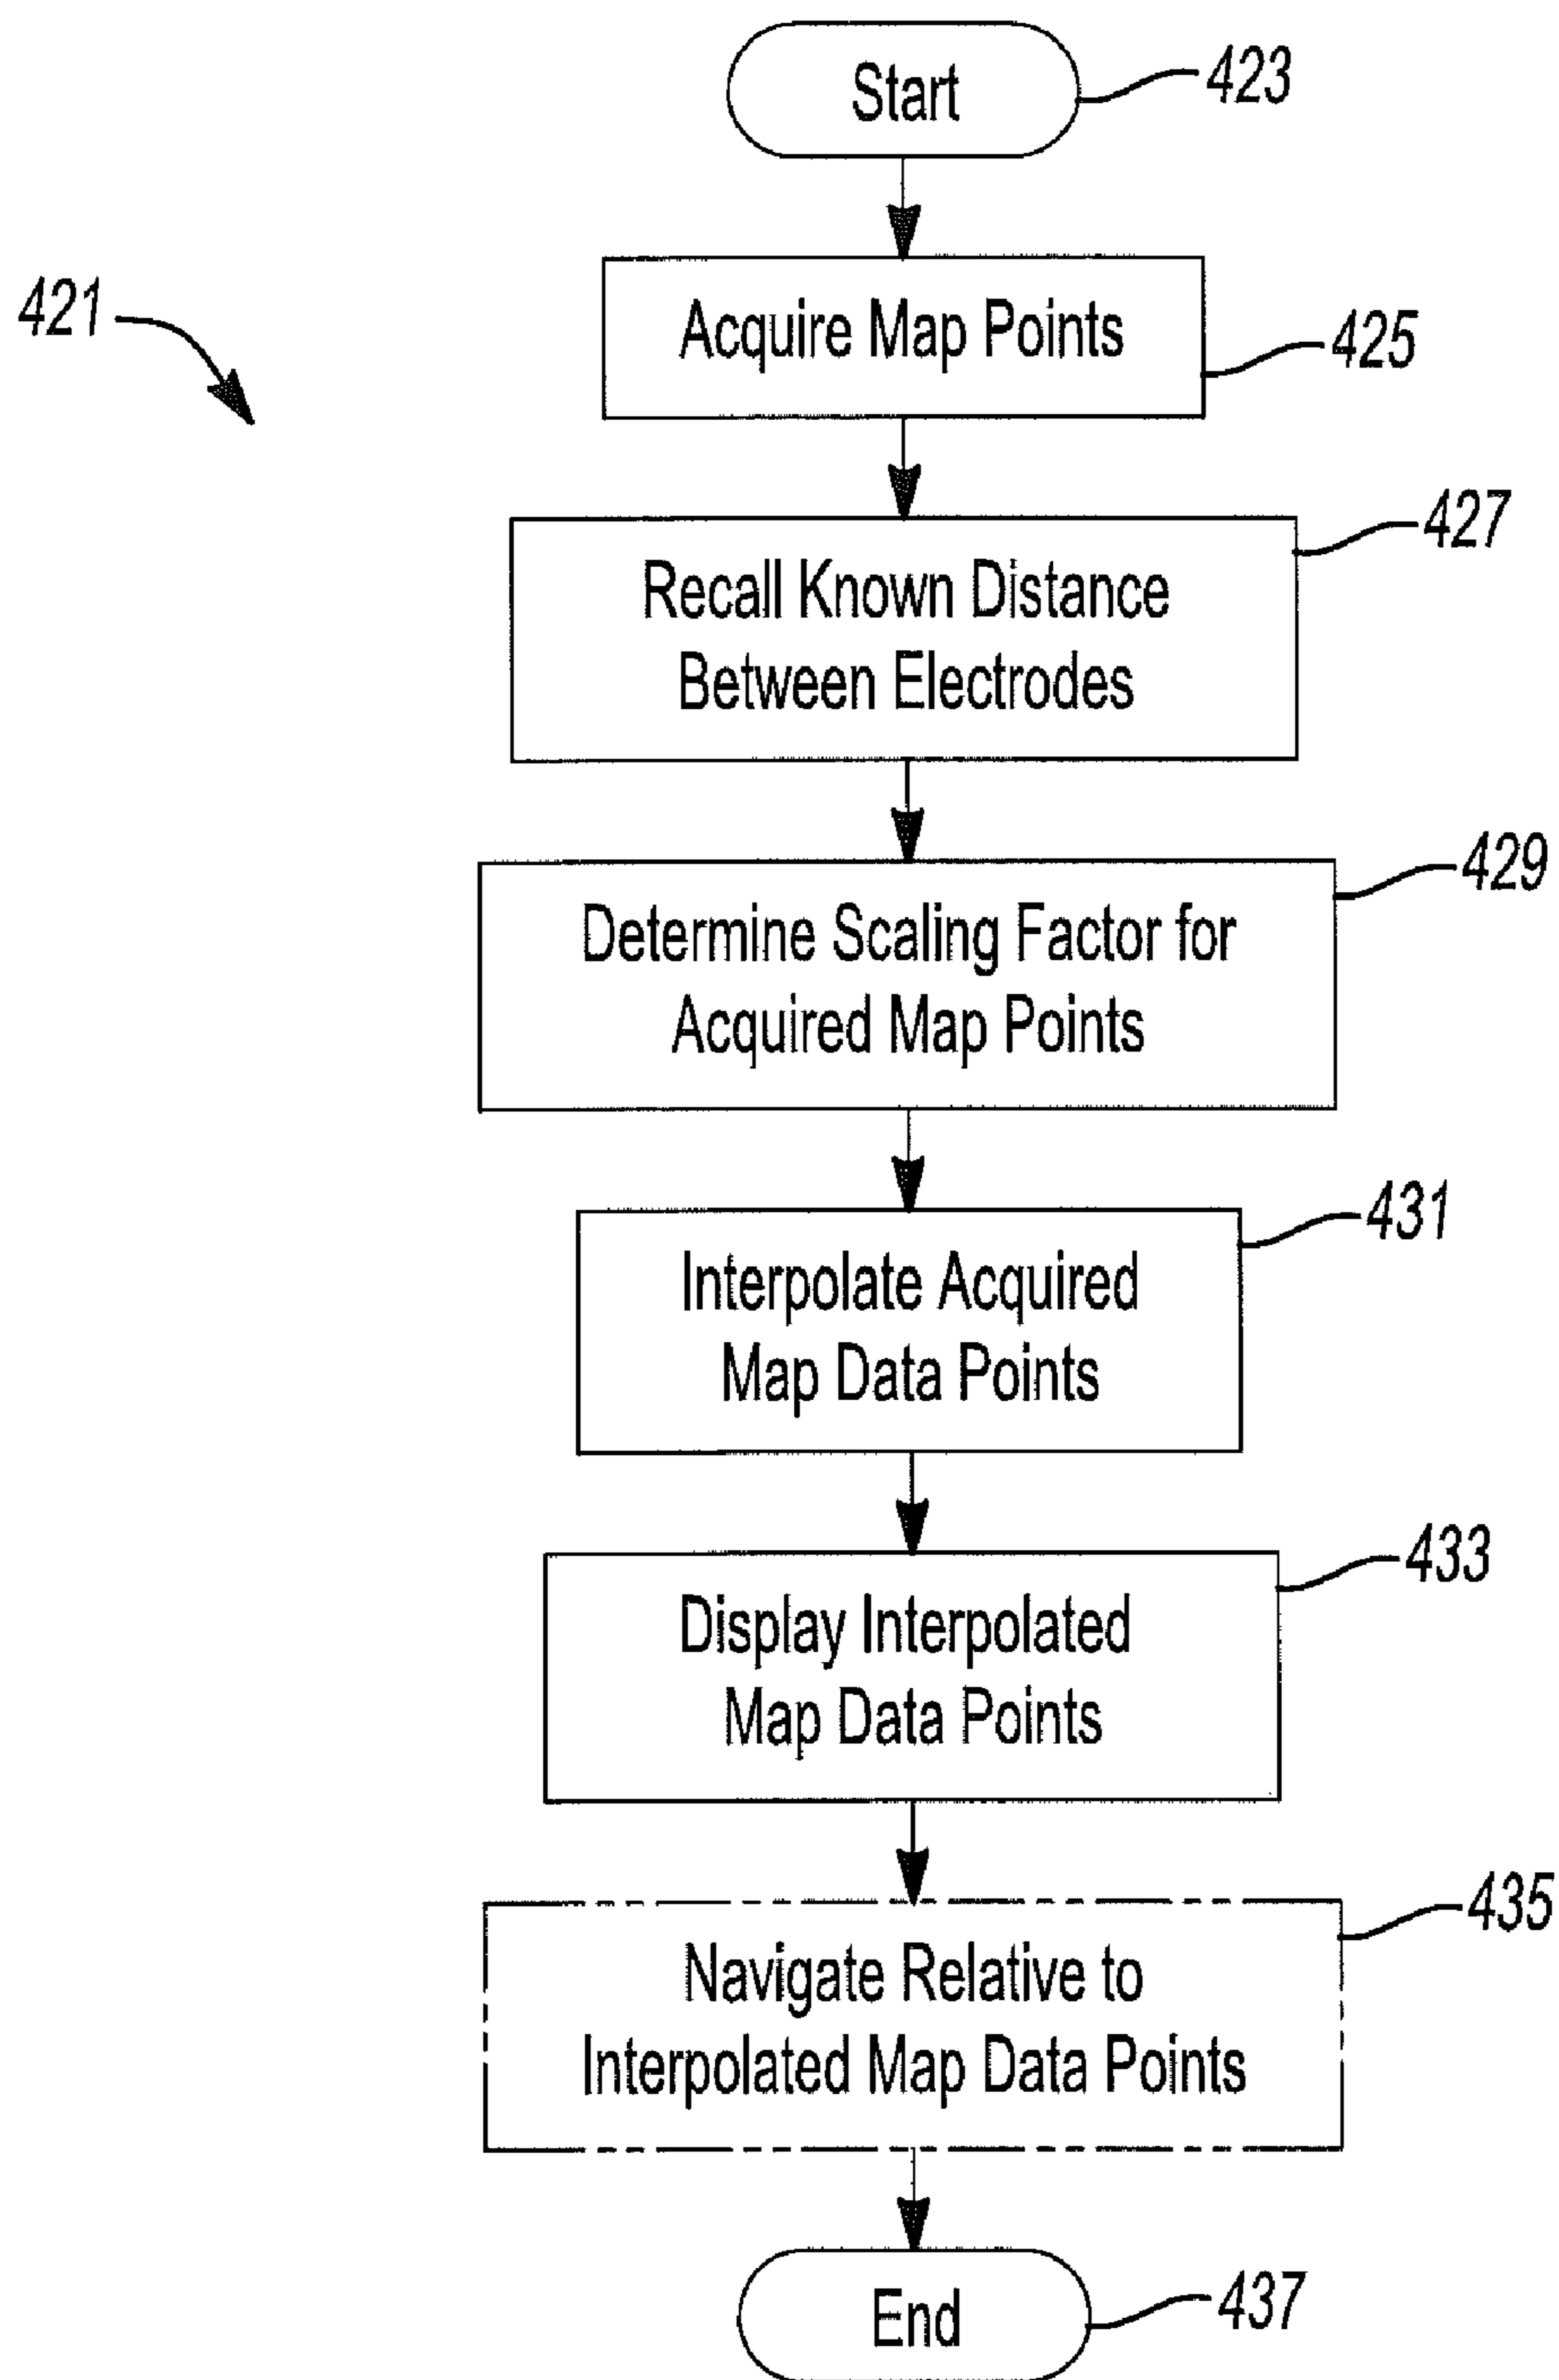 Start
423
421
Acquire Map Points
425
427
Recall Known Distance
Between Electrodes
429
Determine Scaling Factor for
Acquired Map Points
431
Interpolate Acquired
Map Data Points
433
Display Interpolated
Map Data Points
435
Navigate Relative to
Interpolated Map Data Points
End
437